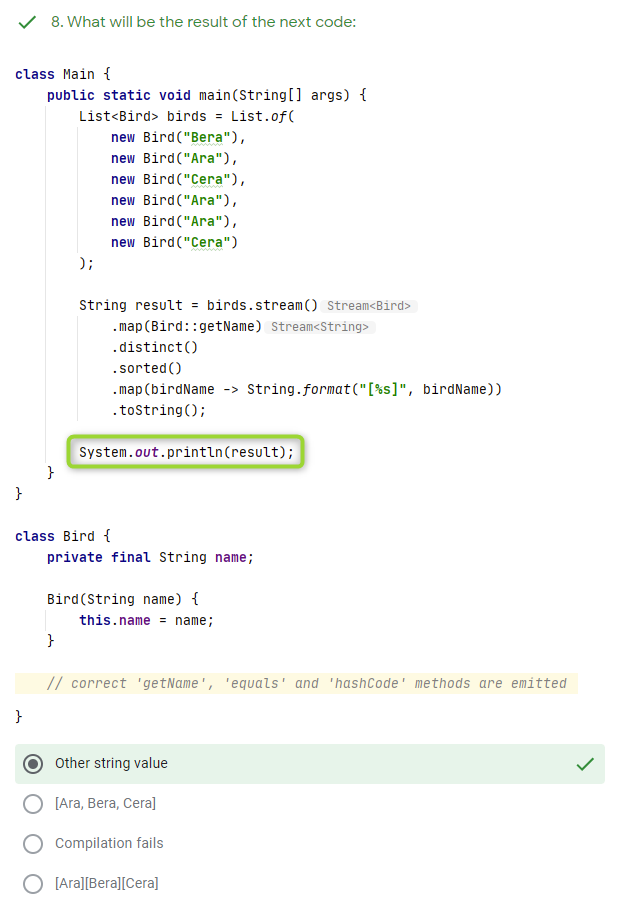 8. What will be the result of the next code:
class Main {
    public static void main(String[] args) {
        List<Bird> birds = List.of(
            new Bird("Bera"),
            new Bird("Ara"),
            new Bird("Cera"),
            new Bird("Ara"),
            new Bird("Ara"),
            new Bird("Cera")
        );
        String result = birds.stream() Stream<Bird>
            .map(Bird::getName) Stream<String>
            .distinct()
            .sorted()
            .map(birdName -> String.format("[%s]", birdName))
            .toString();
        System.out.println(result);
    }
}
class Bird {
    private final String name;
    Bird(String name) {
        this.name = name;
    }
    // correct 'getName', 'equals' and 'hashCode' methods are emitted
}
Other string value
[Ara, Bera, Cera]
Compilation fails
[Ara][Bera][Cera]